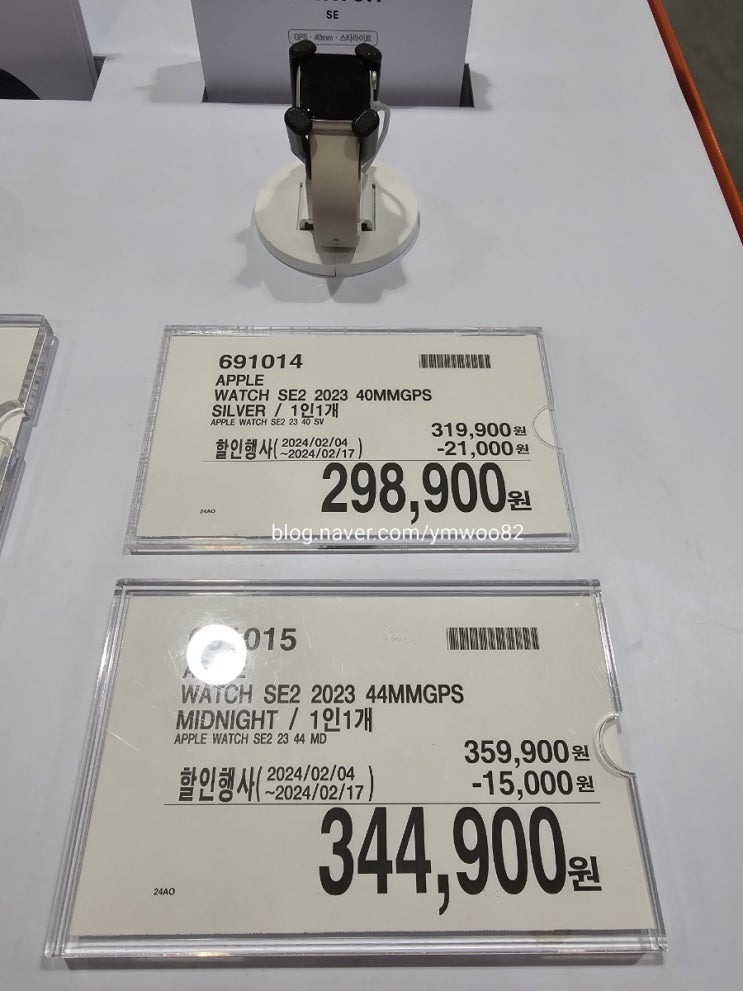 SE
GPS · 40mm · 스타라이트
691014
APPLE
WATCH SE2 2023 40MMGPS
SILVER / 1인1개
APPLE WATCH SE2 23 40 SV
319,900원
할인행사( 2024/02/04 ~2024/02/17 )
-21,000원
298,900원
24AO
blog.naver.com/ymwoo82
015
WATCH SE2 2023 44MMGPS
MIDNIGHT / 1인1개
APPLE WATCH SE2 23 44 MD
359,900원
할인행사( 2024/02/04 ~2024/02/17 )
-15,000원
344,900원
24AO